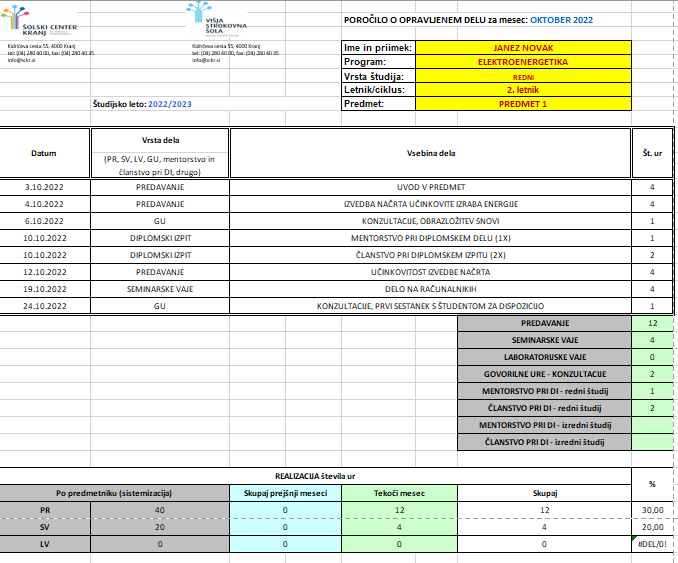 ŠOLSKI CENTER
KRANJ
VIŠJA
STROKOVNA
ŠOLA
POROČILO O OPRAVLJENEM DELU za mesec: OKTOBER 2022
Kidričeva cesta 55, 4000 Kranj
tel: (04) 280 40 00, fax: (04) 280 40 35
info@sckr.si
Kidričeva cesta 55, 4000 Kranj
tel: (04) 280 40 00, fax: (04) 280 40 35
info@sckr.si
Ime in priimek: JANEZ NOVAK
Program: ELEKTROENERGETIKA
Vrsta študija: REDNI
Letnik/ciklus: 2. letnik
Študijsko leto: 2022/2023
Predmet: PREDMET 1
Datum
Vrsta dela
(PR, SV, LV, GU, mentorstvo in
članstvo pri DI, drugo)
Vsebina dela
Št. ur
3.10.2022 PREDAVANJE UVOD V PREDMET 4
4.10.2022 PREDAVANJE IZVEDBA NAČRTA UČINKOVITE IZRABA ENERGIJE 4
6.10.2022 GU KONZULTACIJE, OBRAZLOŽITEV SNOVI 1
10.10.2022 DIPLOMSKI IZPIT MENTORSTVO PRI DIPLOMSKEM DELU (1X) 1
10.10.2022 DIPLOMSKI IZPIT ČLANSTVO PRI DIPLOMSKEM IZPITU (2X) 2
12.10.2022 PREDAVANJE UČINKOVITOST IZVEDBE NAČRTA 4
19.10.2022 SEMINARSKE VAJE DELO NA RAČUNALNIKIH 4
24.10.2022 GU KONZULTACIJE, PRVI SESTANEK S ŠTUDENTOM ZA DISPOZICIJO 1
PREDAVANJE 12
SEMINARSKE VAJE 4
LABORATORIJSKE VAJE 0
GOVORILNE URE - KONZULTACIJE 2
MENTORSTVO PRI DI - redni študij 1
ČLANSTVO PRI DI - redni študij 2
MENTORSTVO PRI DI - izredni študij
ČLANSTVO PRI DI - izredni študij
REALIZACIJA števila ur
%
Po predmetniku (sistemizacija) Skupaj prejšnji meseci Tekoči mesec Skupaj
PR 40 0 12 12 30,00
SV 20 0 4 4 20,00
LV 0 0 0 0 #DEL/0!